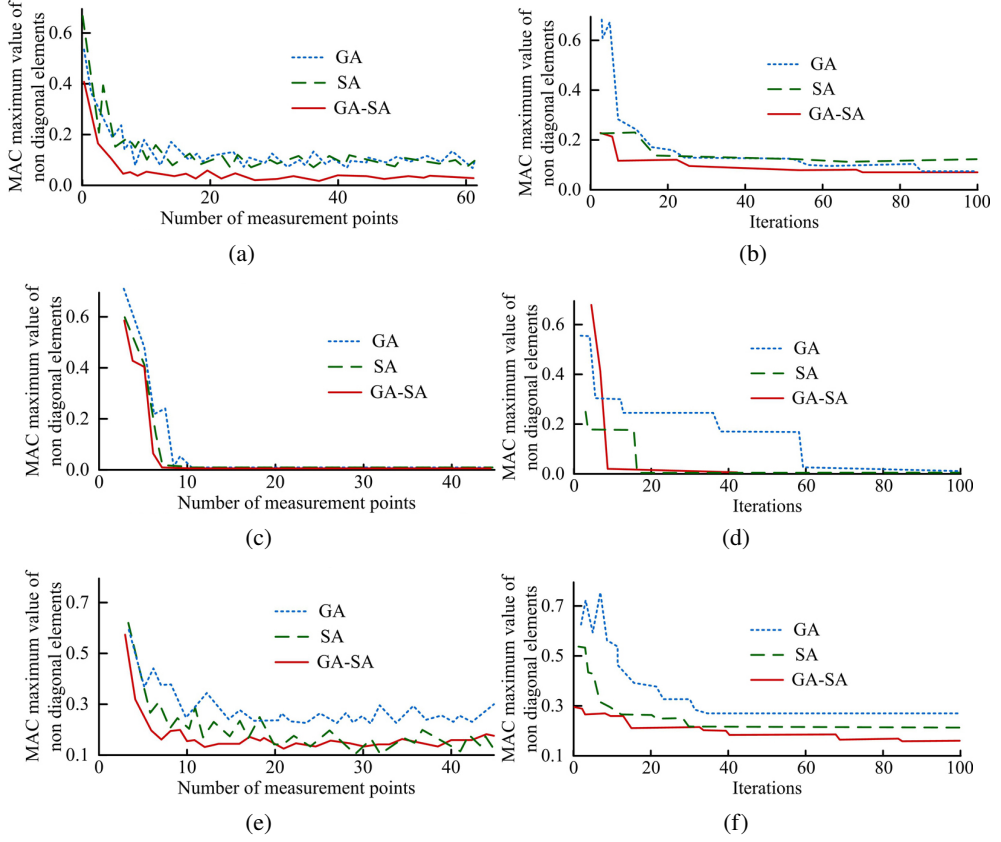 MAC maximum value of
non diagonal elements
0.6
0.4
0.2
0.0
GA
SA
GA-SA
0
20
40
60
Number of measurement points
(a)
MAC maximum value of
non diagonal elements
0.6
0.4
0.2
0.0
GA
SA
GA-SA
0
20
40
60
80
100
Iterations
(b)
MAC maximum value of
non diagonal elements
0.6
0.4
0.2
0.0
GA
SA
GA-SA
0
10
20
30
40
Number of measurement points
(c)
MAC maximum value of
non diagonal elements
0.6
0.4
0.2
0.0
GA
SA
GA-SA
0
20
40
60
80
100
Iterations
(d)
MAC maximum value of
non diagonal elements
0.7
0.5
0.3
0.1
GA
SA
GA-SA
0
10
20
30
40
Number of measurement points
(e)
MAC maximum value of
non diagonal elements
0.7
0.5
0.3
0.1
GA
SA
GA-SA
0
20
40
60
80
100
Iterations
(f)